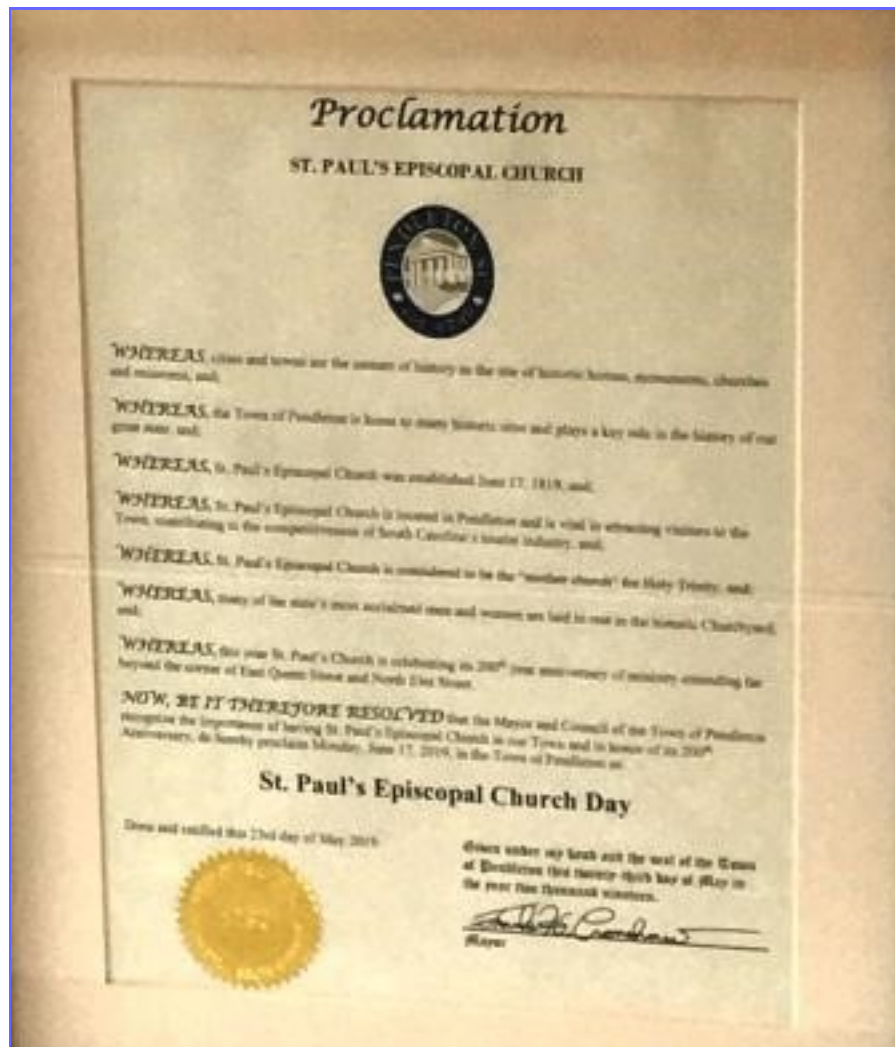 Proclamation
ST. PAUL'S EPISCOPAL CHURCH
PENDLETON, SC
WHEREAS, cities and towns are the owners of history as the site of historic homes, monuments, churches
and museums, and;
WHEREAS, the Town of Pendleton is home to many historic sites and plays a key role in the history of our
great state; and;
WHEREAS, St. Paul's Episcopal Church was established June 17, 1819; and;
WHEREAS, St. Paul's Episcopal Church is located in Pendleton and is vital in attracting visitors to the
Town, contributing to the competitiveness of South Carolina's tourist industry, and;
WHEREAS, St. Paul's Episcopal Church is considered to be the "mother church" for Holy Trinity, and;
WHEREAS, many of the state's most acclaimed men and women are laid to rest in the historic Churchyard;
and;
WHEREAS, this year St. Paul's Church is celebrating its 200th year anniversary of ministry extending far
beyond the corner of East Queen Street and North Elm Street.
NOW, BE IT THEREFORE RESOLVED that the Mayor and Council of the Town of Pendleton
recognize the importance of having St. Paul's Episcopal Church in our Town and in honor of its 200th
Anniversary, do hereby proclaim Monday, June 17, 2019, in the Town of Pendleton as
St. Paul's Episcopal Church Day
Done and ratified this 23rd day of May 2019
Given under my hand and the seal of the Town
of Pendleton this twenty-third day of May in
the year two thousand nineteen.
Mayor